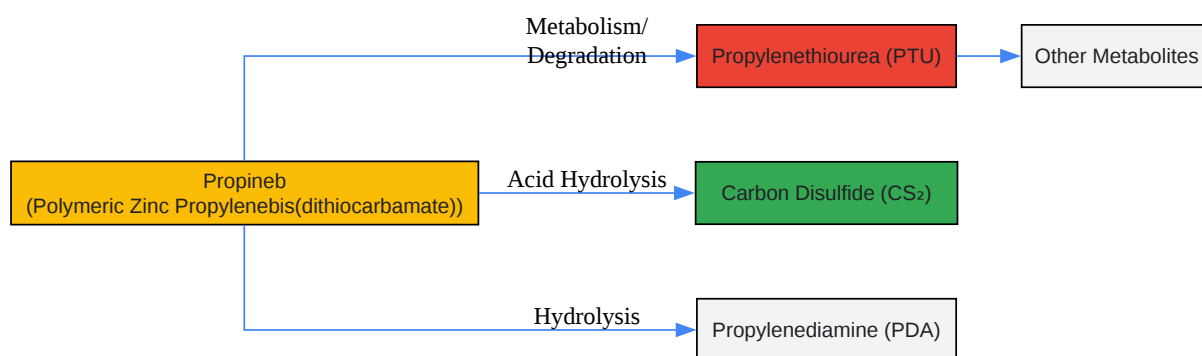 Metabolism/
Degradation
Propylenethiourea (PTU)
Other Metabolites
Propineb
(Polymeric Zinc Propylenebis(dithiocarbamate))
Acid Hydrolysis
Carbon Disulfide (CS₂)
Hydrolysis
Propylenediamine (PDA)